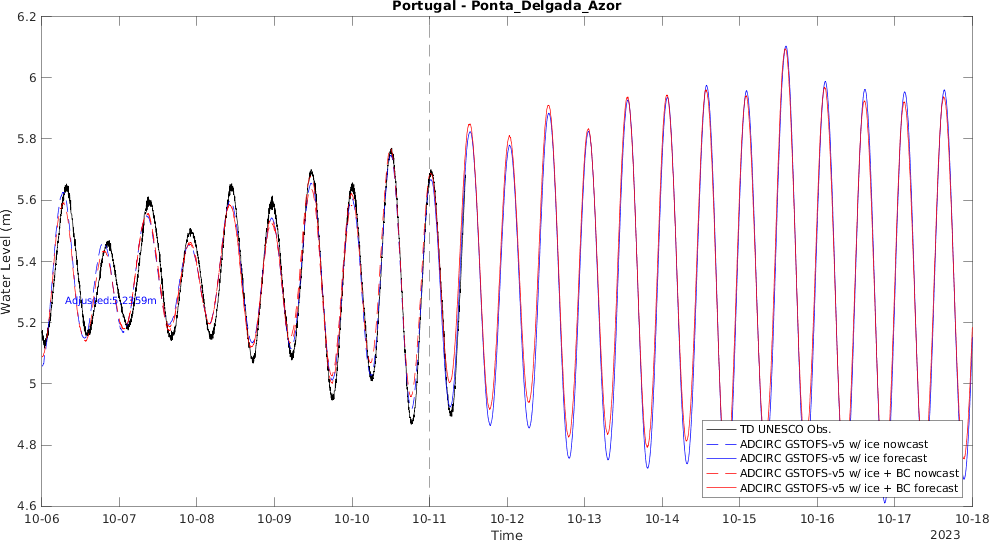 Portugal - Ponta_Delgada_Azor
6.2
6
5.8
5.6
5.4
5.2
5
4.8
4.6
Water Level (m)
Adjusted:5.2359m
TD UNESCO Obs.
ADCIRC GSTOFS-v5 w/ ice nowcast
ADCIRC GSTOFS-v5 w/ ice forecast
ADCIRC GSTOFS-v5 w/ ice + BC nowcast
ADCIRC GSTOFS-v5 w/ ice + BC forecast
10-06 10-07 10-08 10-09 10-10 10-11 10-12 10-13 10-14 10-15 10-16 10-17 10-18
Time
2023